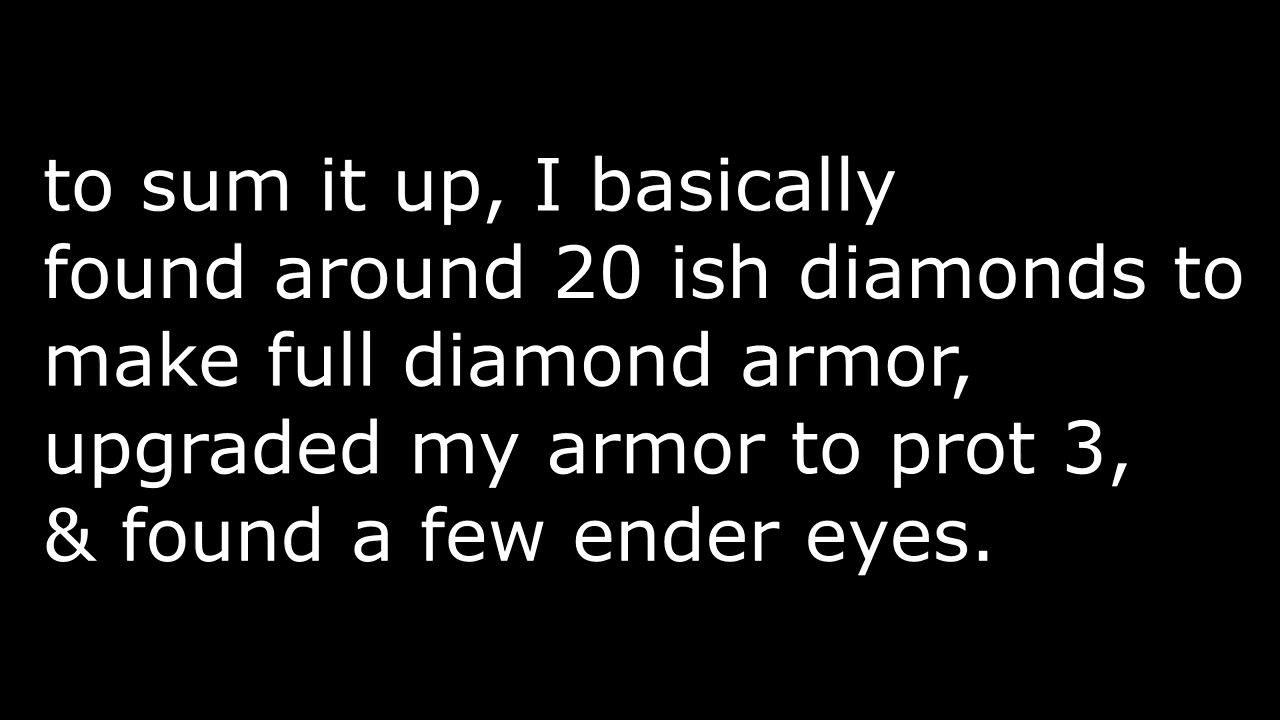 to sum it up, I basically
found around 20 ish diamonds to
make full diamond armor,
upgraded my armor to prot 3,
& found a few ender eyes.